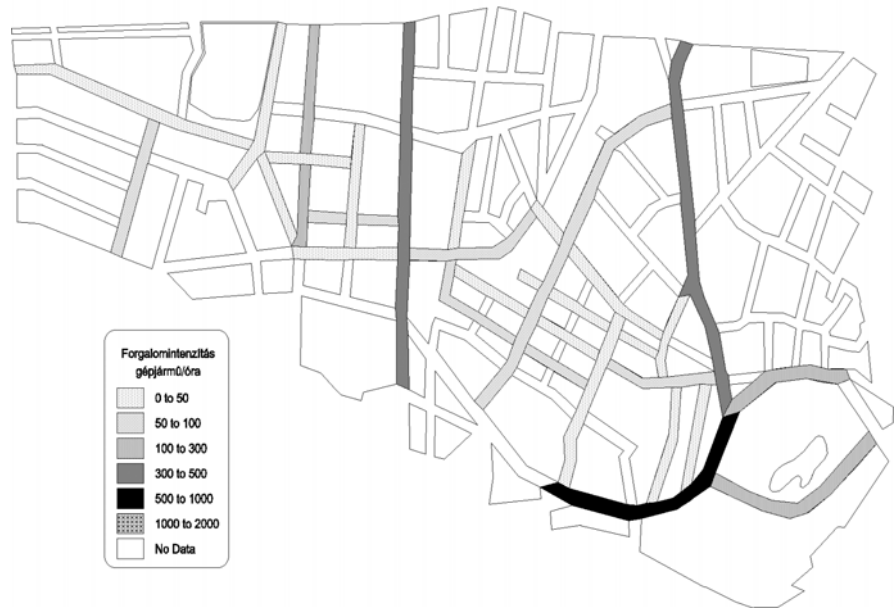 Forgalomintenzitás
gépjármű/óra
0 to 50
50 to 100
100 to 300
300 to 500
500 to 1000
1000 to 2000
No Data